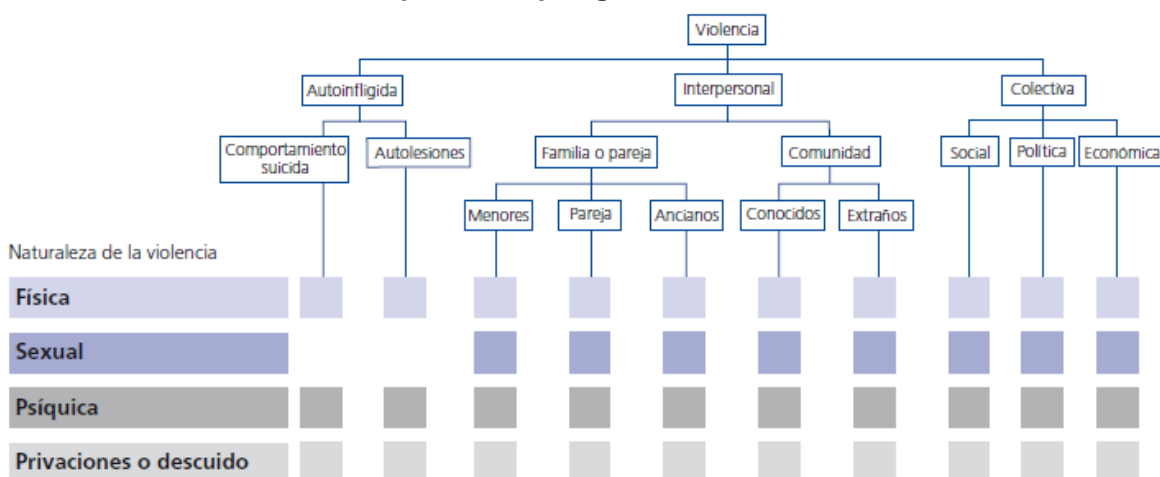 Violencia
Autoinfligida
Interpersonal
Colectiva
Comportamiento
suicida
Autolesiones
Familia o pareja
Comunidad
Social
Política
Económica
Menores
Pareja
Ancianos
Conocidos
Extraños
Naturaleza de la violencia
Física
Sexual
Psíquica
Privaciones o descuido